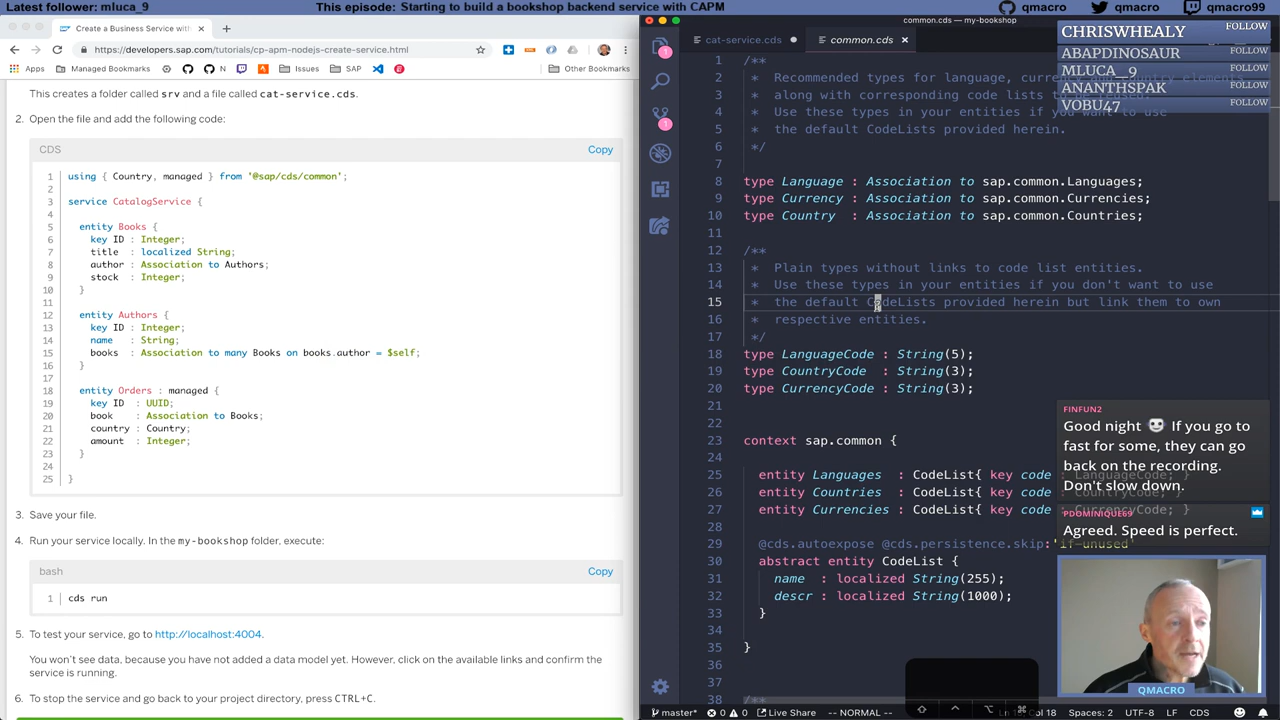 Latest follower: mluca_9
This episode: Starting to build a bookshop backend service with CAPM
qmacro qmacro qmacro99
Create a Business Service with
https://developers.sap.com/tutorials/cp-apm-nodejs-create-service.html
Apps Managed Bookmarks N Issues SAP Other Bookmarks
This creates a folder called srv and a file called cat-service.cds.
2. Open the file and add the following code:
CDS Copy
1 using { Country, managed } from '@sap/cds/common';
2
3 service CatalogService {
4
5 entity Books {
6 key ID : Integer;
7 title : localized String;
8 author : Association to Authors;
9 stock : Integer;
10 }
11
12 entity Authors {
13 key ID : Integer;
14 name : String;
15 books : Association to many Books on books.author = $self;
16 }
17
18 entity Orders : managed {
19 key ID : UUID;
20 book : Association to Books;
21 country : Country;
22 amount : Integer;
23 }
24
25 }
3. Save your file.
4. Run your service locally. In the my-bookshop folder, execute:
bash Copy
1 cds run
5. To test your service, go to http://localhost:4004.
You won't see data, because you have not added a data model yet. However, click on the available links and confirm the
service is running.
6. To stop the service and go back to your project directory, press CTRL+C.
common.cds — my-bookshop
cat-service.cds common.cds
1 /**
2 * Recommended types for language, currency and country elements
3 * along with corresponding code lists to be reused.
4 * Use these types in your entities if you want to use
5 * the default CodeLists provided herein.
6 */
7
8 type Language : Association to sap.common.Languages;
9 type Currency : Association to sap.common.Currencies;
10 type Country : Association to sap.common.Countries;
11
12 /**
13 * Plain types without links to code list entities.
14 * Use these types in your entities if you don't want to use
15 * the default CodeLists provided herein but link them to own
16 * respective entities.
17 */
18 type LanguageCode : String(5);
19 type CountryCode : String(3);
20 type CurrencyCode : String(3);
21
22
23 context sap.common {
24
25 entity Languages : CodeList{ key code : LanguageCode; }
26 entity Countries : CodeList{ key code : CountryCode; }
27 entity Currencies : CodeList{ key code : CurrencyCode; }
28
29 @cds.autoexpose @cds.persistence.skip:'if-unused'
30 abstract entity CodeList {
31 name : localized String(255);
32 descr : localized String(1000);
33 }
34
35 }
36
37
38 /**
master* 0 0 Live Share -- NORMAL -- Col 18 Spaces: 2 UTF-8 LF CDS
CHRISWHEALY FOLLOW
ABAPDINOSAUR FOLLOW
MLUCA_9 FOLLOW
ANANTHSPAK FOLLOW
VOBU47 FOLLOW
FINFUN2
Good night If you go to
fast for some, they can go
back on the recording.
Don't slow down.
PDOMINIQUE69
Agreed. Speed is perfect.
QMACRO